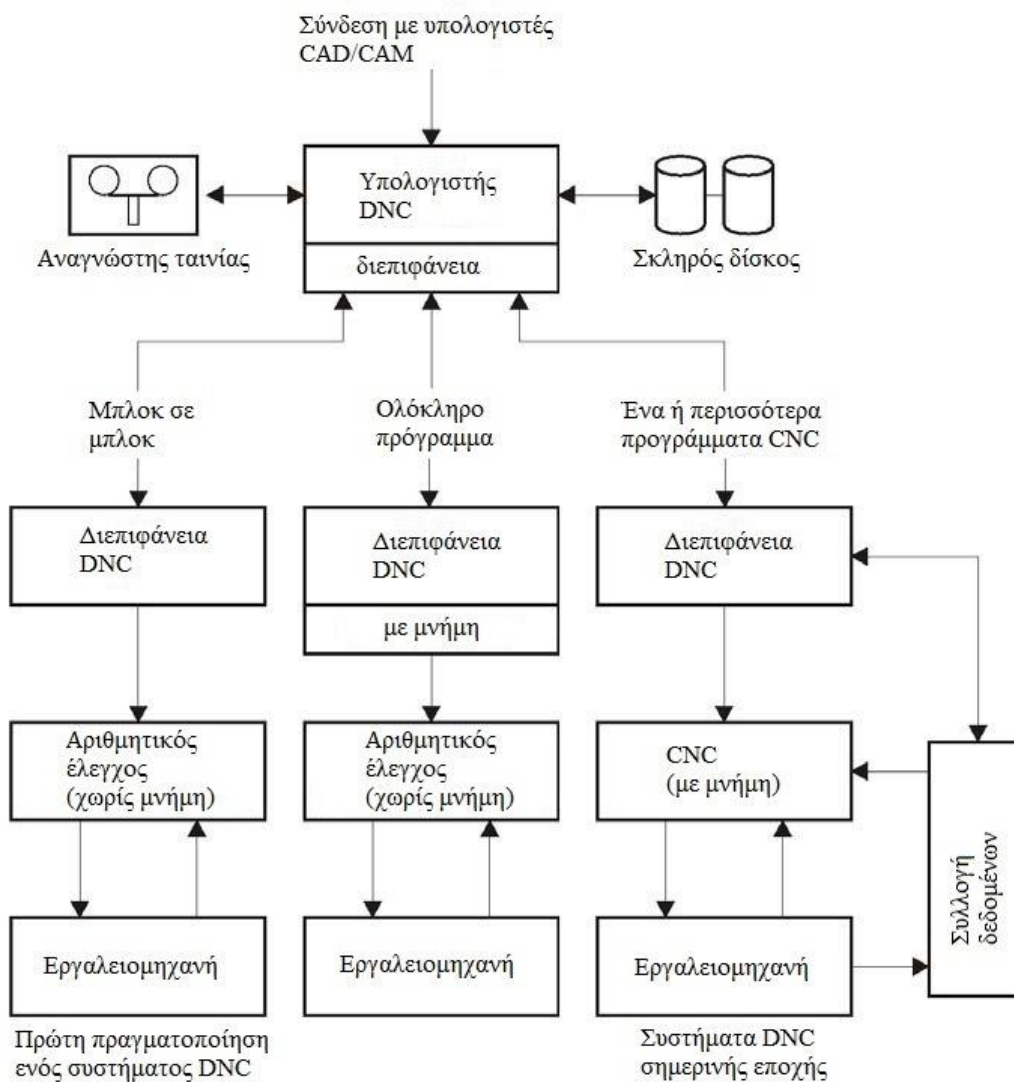 Σύνδεση με υπολογιστές
CAD/CAM
Υπολογιστής
DNC
διεπιφάνεια
Αναγνώστης ταινίας
Σκληρός δίσκος
Μπλοκ σε
μπλοκ
Ολόκληρο
πρόγραμμα
Ένα ή περισσότερα
προγράμματα CNC
Διεπιφάνεια
DNC
Διεπιφάνεια
DNC
με μνήμη
Διεπιφάνεια
DNC
Αριθμητικός
έλεγχος
(χωρίς μνήμη)
Αριθμητικός
έλεγχος
(χωρίς μνήμη)
CNC
(με μνήμη)
Συλλογή
δεδομένων
Εργαλειομηχανή
Εργαλειομηχανή
Εργαλειομηχανή
Πρώτη πραγματοποίηση
ενός συστήματος DNC
Συστήματα DNC
σημερινής εποχής